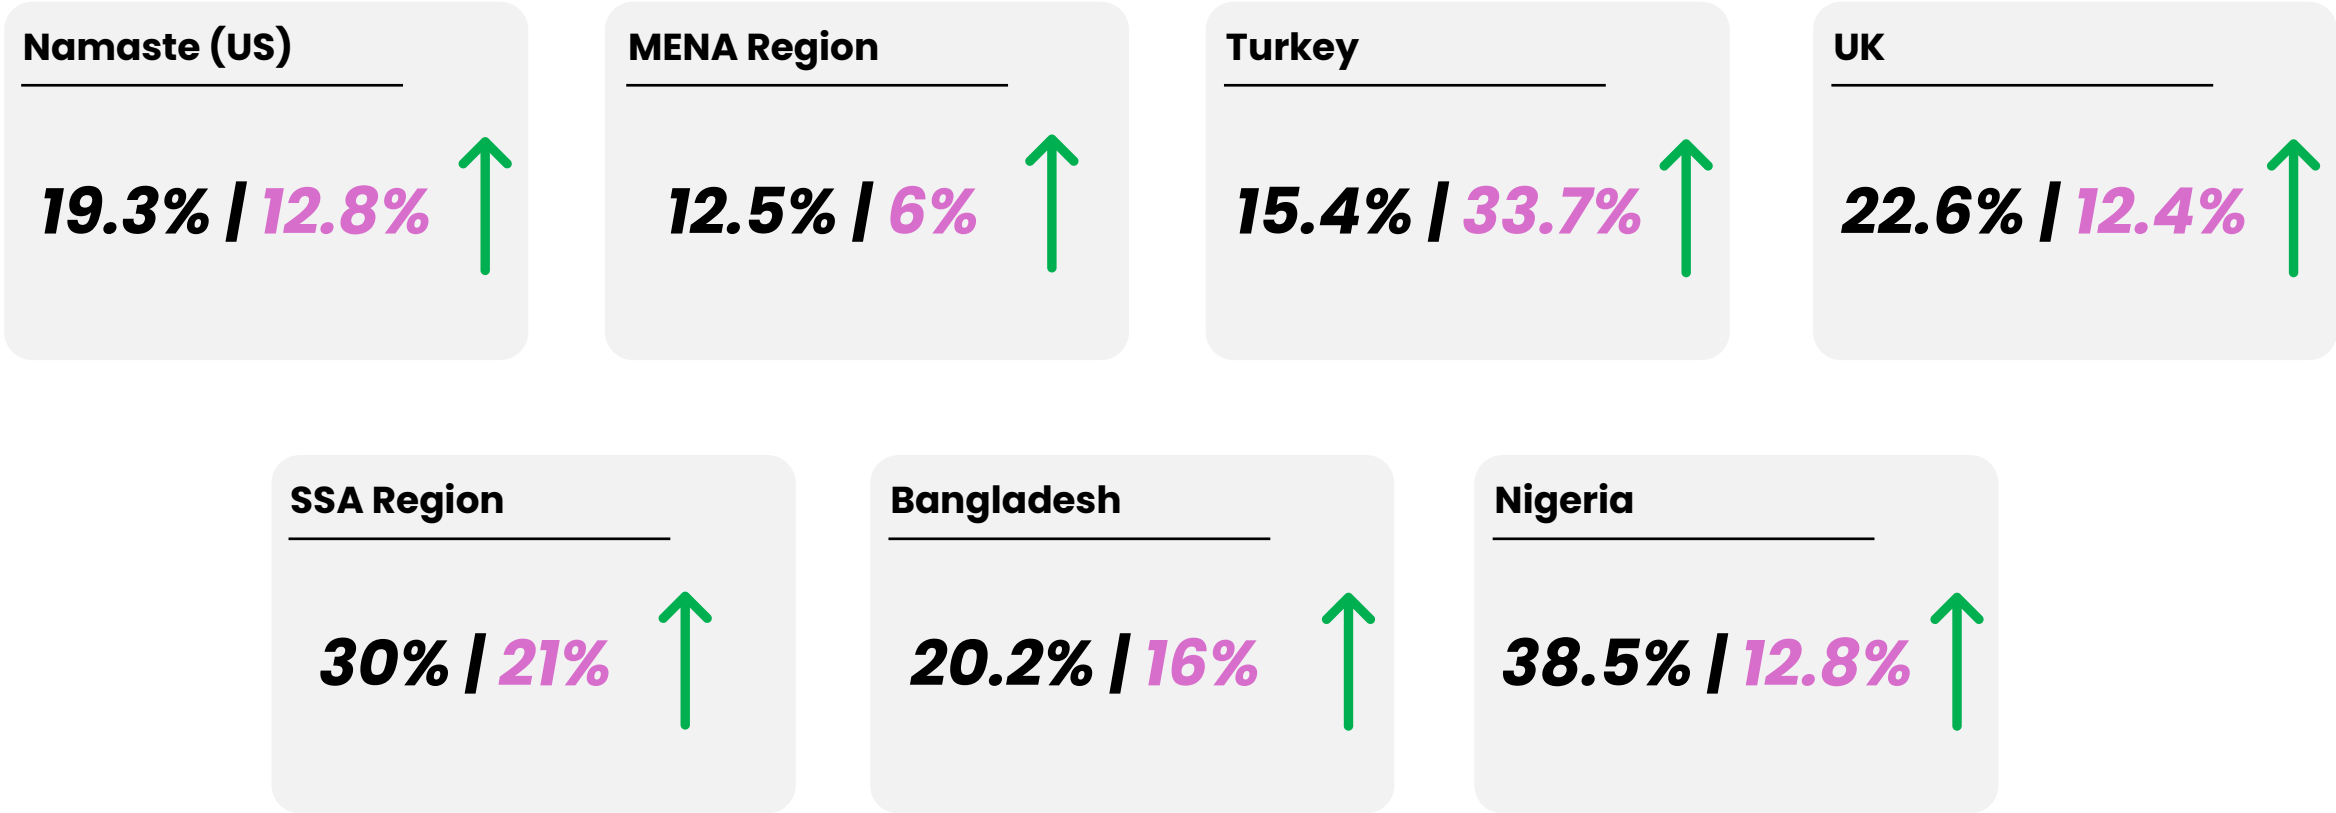 Namaste (US)
19.3% | 12.8%
MENA Region
12.5% | 6%
Turkey
15.4% | 33.7%
UK
22.6% | 12.4%
SSA Region
30% | 21%
Bangladesh
20.2% | 16%
Nigeria
38.5% | 12.8%